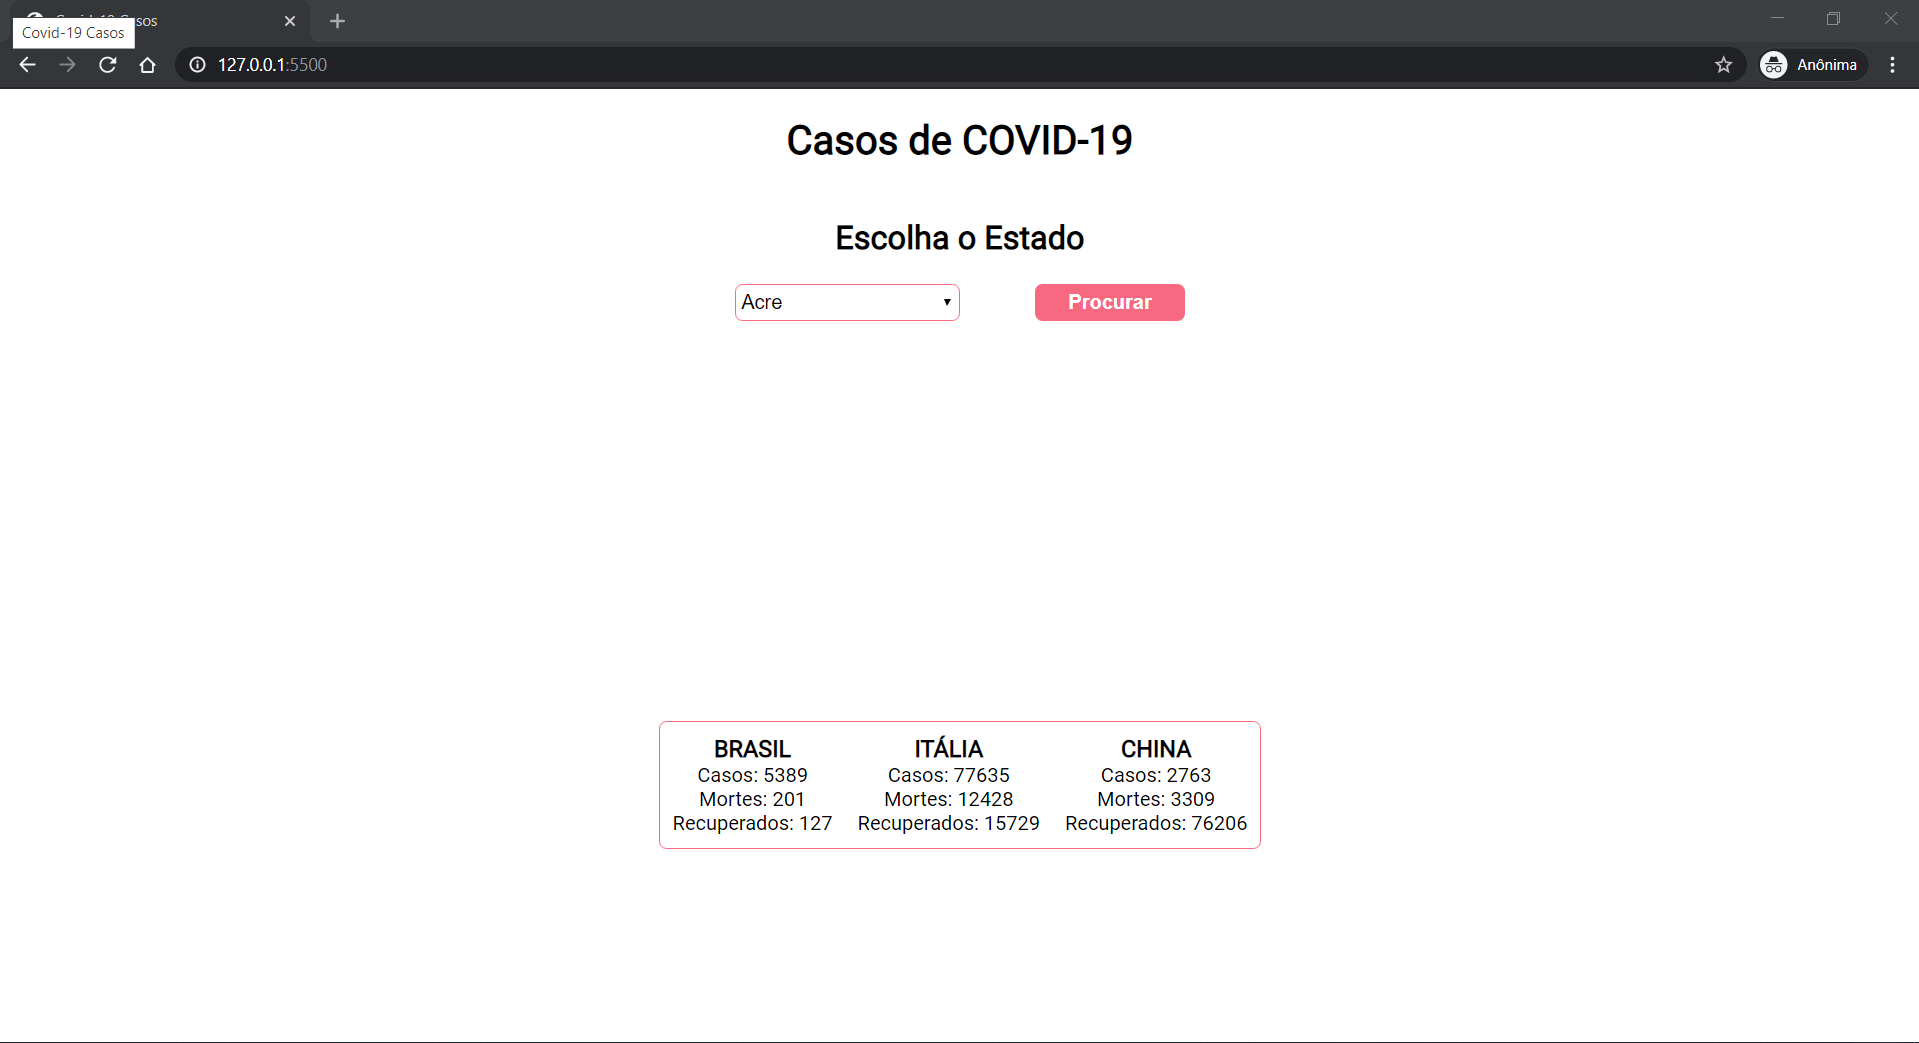 Casos
Covid-19 Casos
127.0.0.1:5500
Anônima
Casos de COVID-19
Escolha o Estado
Acre
Procurar
BRASIL
Casos: 5389
Mortes: 201
Recuperados: 127
ITÁLIA
Casos: 77635
Mortes: 12428
Recuperados: 15729
CHINA
Casos: 2763
Mortes: 3309
Recuperados: 76206